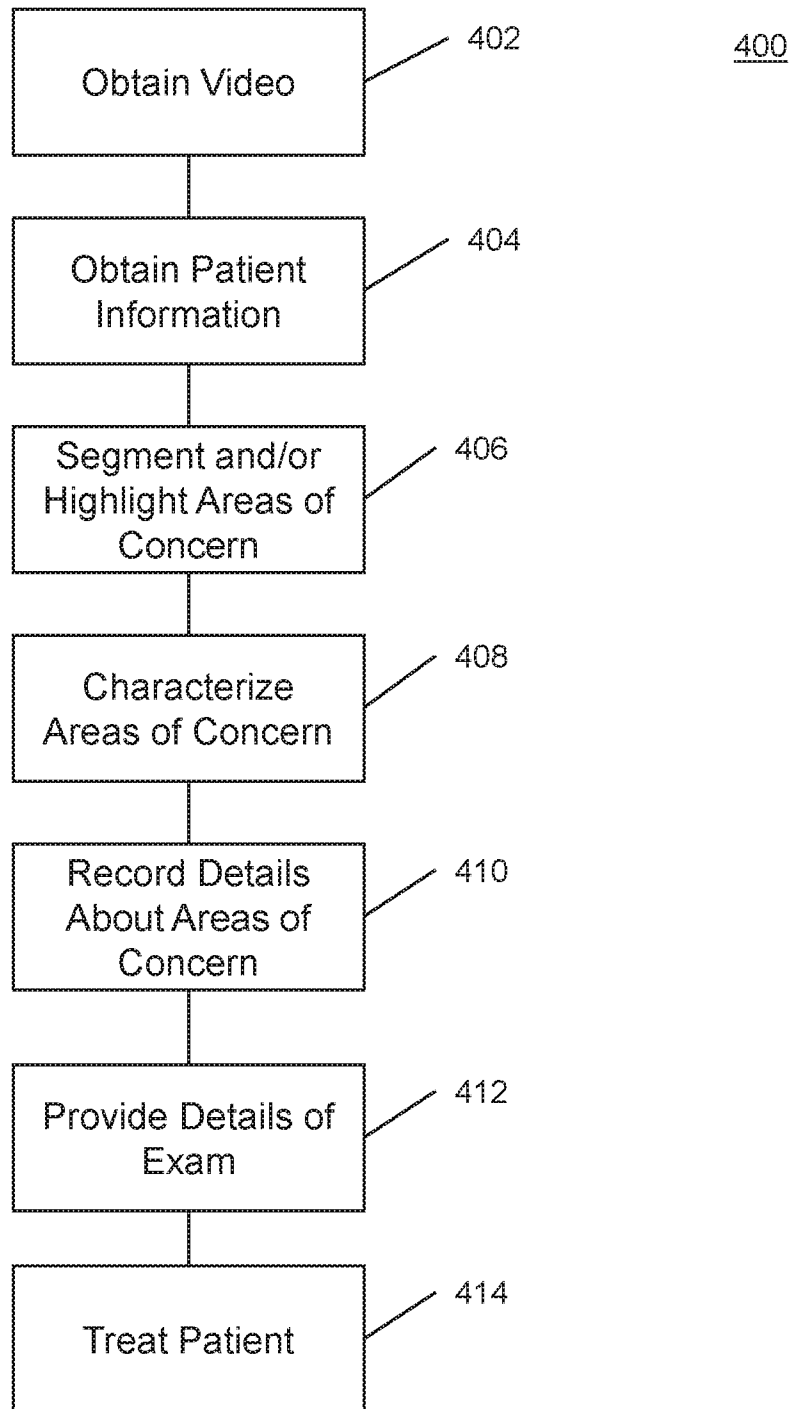 400
Obtain Video
402
Obtain Patient
Information
404
Segment and/or
Highlight Areas of
Concern
406
Characterize
Areas of Concern
408
Record Details
About Areas of
Concern
410
Provide Details of
Exam
412
Treat Patient
414